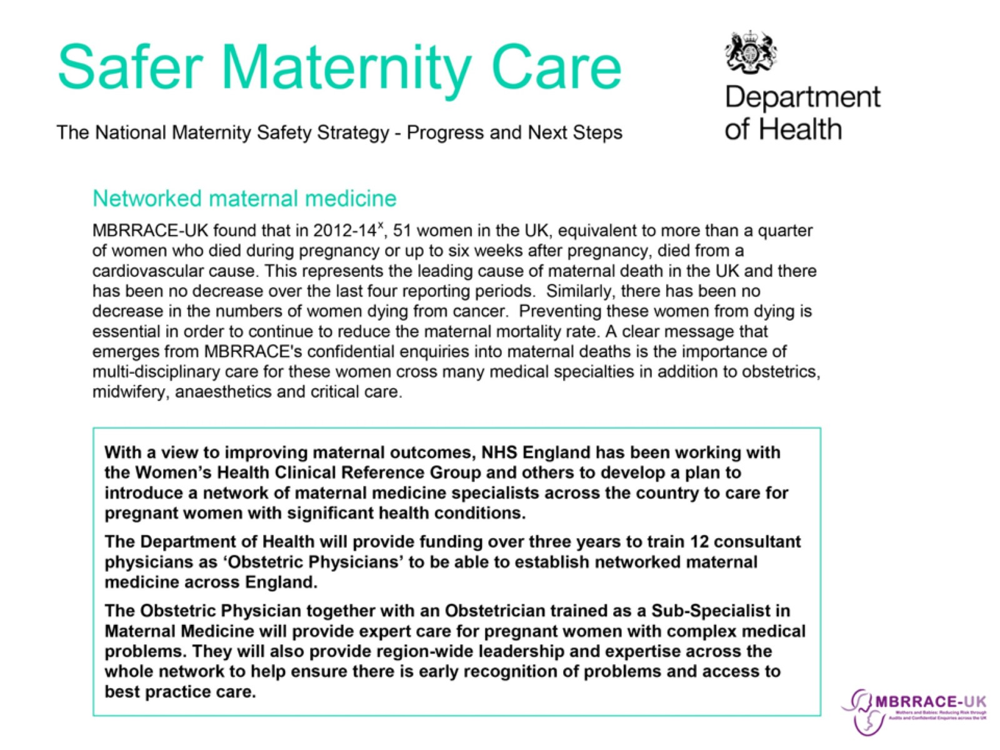 Safer Maternity Care
The National Maternity Safety Strategy - Progress and Next Steps
Department
of Health
Networked maternal medicine
MBRRACE-UK found that in 2012-14ˣ, 51 women in the UK, equivalent to more than a quarter
of women who died during pregnancy or up to six weeks after pregnancy, died from a
cardiovascular cause. This represents the leading cause of maternal death in the UK and there
has been no decrease over the last four reporting periods.  Similarly, there has been no
decrease in the numbers of women dying from cancer.  Preventing these women from dying is
essential in order to continue to reduce the maternal mortality rate. A clear message that
emerges from MBRRACE's confidential enquiries into maternal deaths is the importance of
multi-disciplinary care for these women cross many medical specialties in addition to obstetrics,
midwifery, anaesthetics and critical care.
With a view to improving maternal outcomes, NHS England has been working with
the Women’s Health Clinical Reference Group and others to develop a plan to
introduce a network of maternal medicine specialists across the country to care for
pregnant women with significant health conditions.
The Department of Health will provide funding over three years to train 12 consultant
physicians as ‘Obstetric Physicians’ to be able to establish networked maternal
medicine across England.
The Obstetric Physician together with an Obstetrician trained as a Sub-Specialist in
Maternal Medicine will provide expert care for pregnant women with complex medical
problems. They will also provide region-wide leadership and expertise across the
whole network to help ensure there is early recognition of problems and access to
best practice care.
MBRRACE-UK
Mothers and Babies: Reducing Risk through
Audits and Confidential Enquiries across the UK